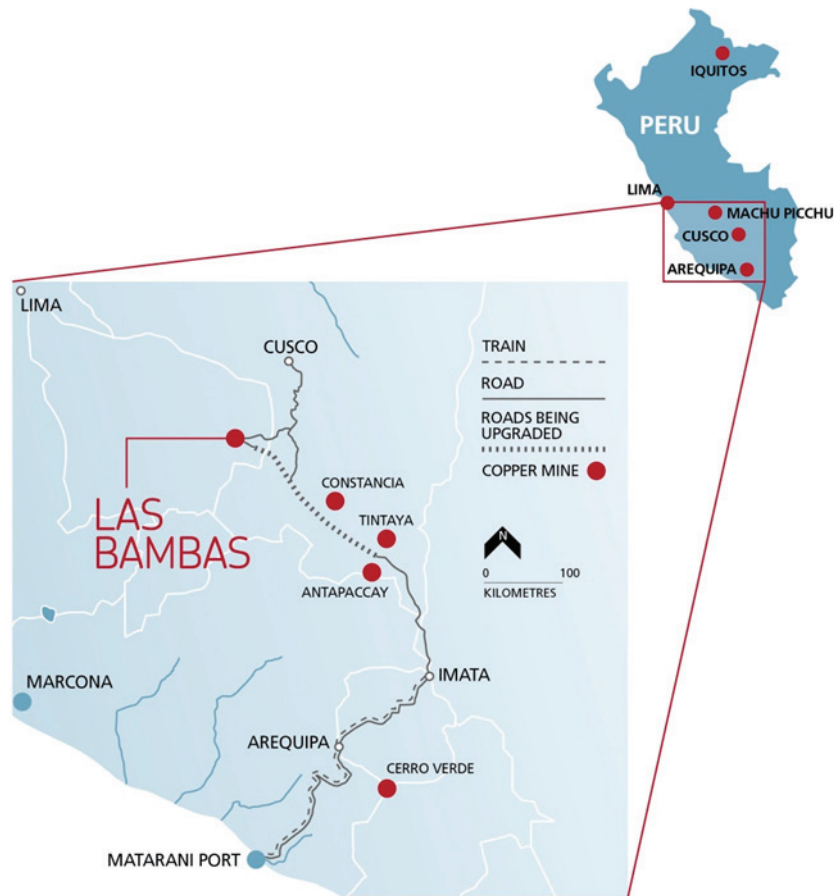 IQUITOS
PERU
LIMA
MACHU PICCHU
CUSCO
AREQUIPA
LIMA
CUSCO
TRAIN
ROAD
ROADS BEING
UPGRADED
COPPER MINE
LAS
BAMBAS
CONSTANCIA
TINTAYA
ANTAPACCAY
N
0 100
KILOMETRES
MARCONA
IMATA
AREQUIPA
CERRO VERDE
MATARANI PORT